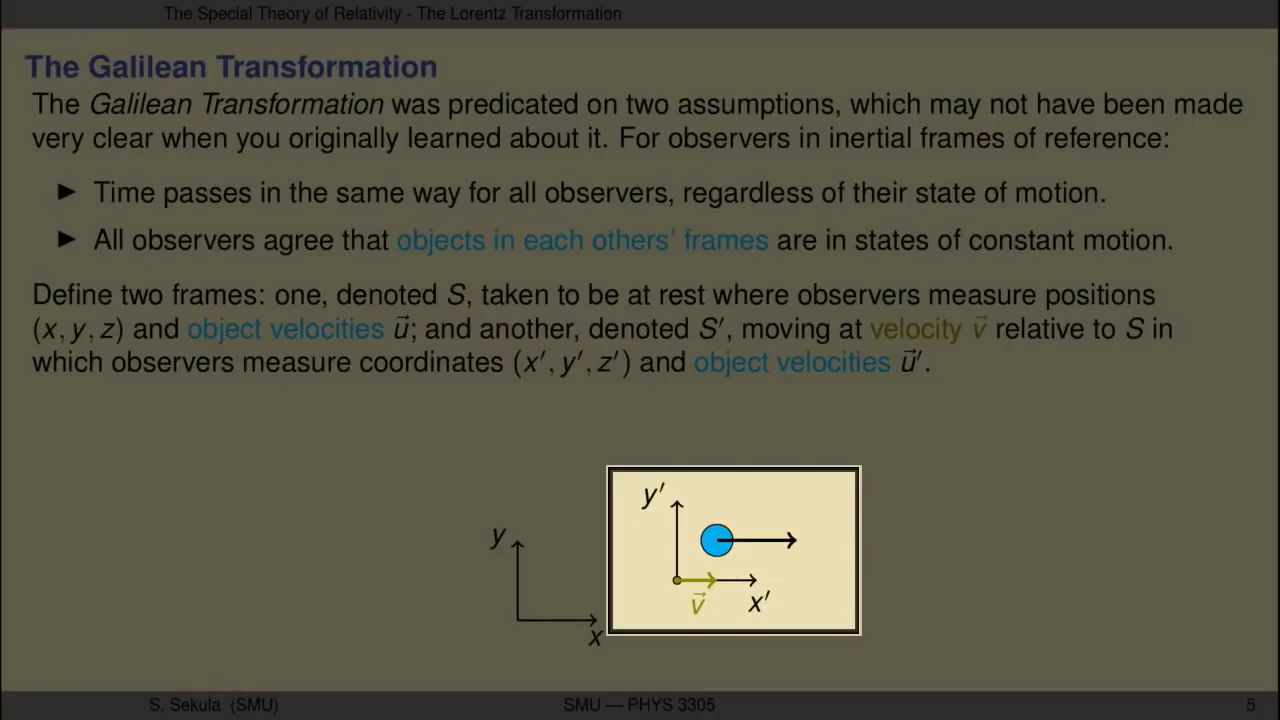 The Special Theory of Relativity - The Lorentz Transformation
The Galilean Transformation
The Galilean Transformation was predicated on two assumptions, which may not have been made
very clear when you originally learned about it. For observers in inertial frames of reference:
▶ Time passes in the same way for all observers, regardless of their state of motion.
▶ All observers agree that objects in each others' frames are in states of constant motion.
Define two frames: one, denoted S, taken to be at rest where observers measure positions
(x, y, z) and object velocities u⃗; and another, denoted S′, moving at velocity v⃗ relative to S in
which observers measure coordinates (x′, y′, z′) and object velocities u⃗′.
y′
y
v⃗
x′
x
S. Sekula (SMU)
SMU — PHYS 3305
5